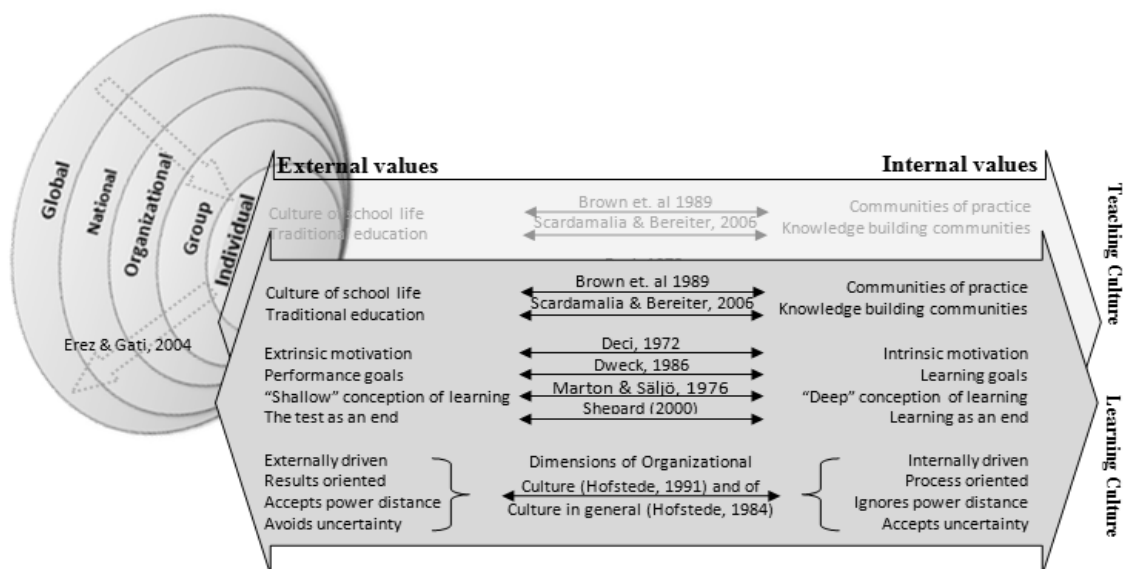 Global
National
Organizational
Group
Individual
Erez & Gati, 2004
External values Internal values
Culture of school life Brown et. al 1989 Communities of practice
Traditional education Scardamalia & Bereiter, 2006 Knowledge building communities
Culture of school life Brown et. al 1989 Communities of practice
Traditional education Scardamalia & Bereiter, 2006 Knowledge building communities
Extrinsic motivation Deci, 1972 Intrinsic motivation
Performance goals Dweck, 1986 Learning goals
“Shallow” conception of learning Marton & Säljö, 1976 “Deep” conception of learning
The test as an end Shepard (2000) Learning as an end
Externally driven Dimensions of Organizational Internally driven
Results oriented Culture (Hofstede, 1991) and of Process oriented
Accepts power distance Culture in general (Hofstede, 1984) Ignores power distance
Avoids uncertainty Accepts uncertainty
Teaching Culture
Learning Culture